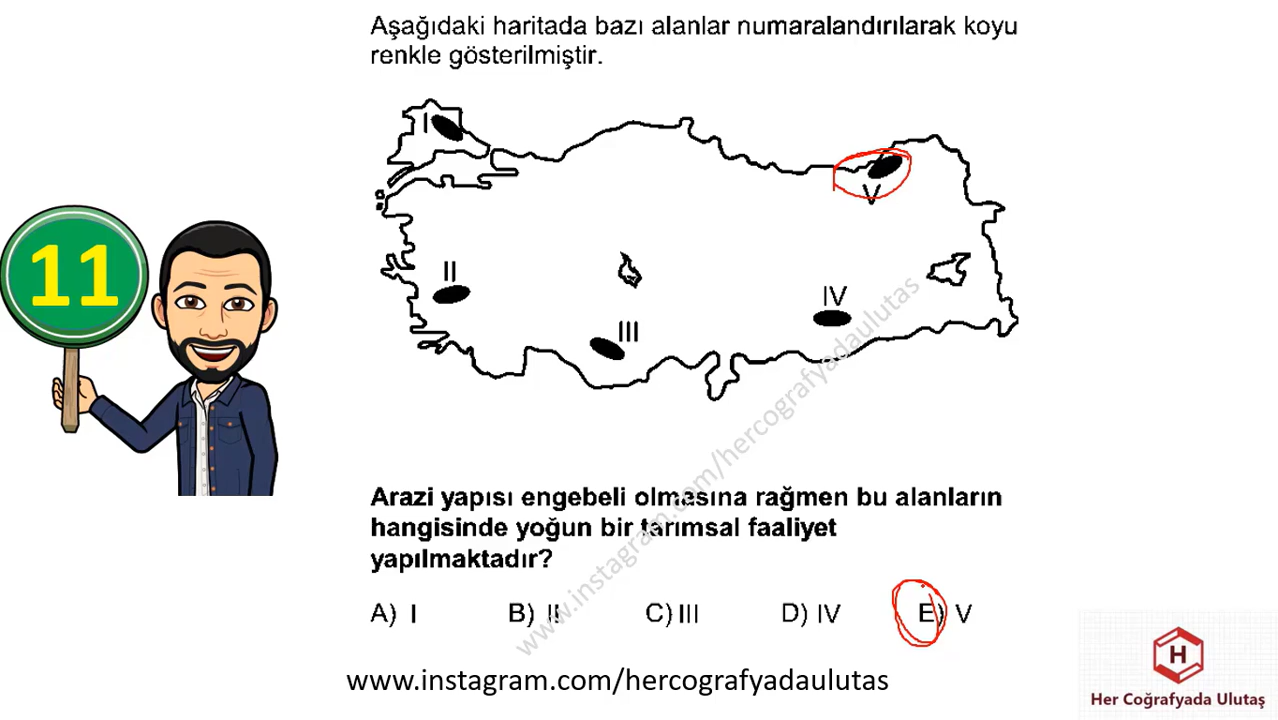 Aşağıdaki haritada bazı alanlar numaralandırılarak koyu
renkle gösterilmiştir.
I
V
11
II
IV
III
www.instagram.com/hercografyadaulutas
Arazi yapısı engebeli olmasına rağmen bu alanların
hangisinde yoğun bir tarımsal faaliyet
yapılmaktadır?
A) I B) II C) III D) IV E) V
www.instagram.com/hercografyadaulutas
H
Her Coğrafyada Ulutaş